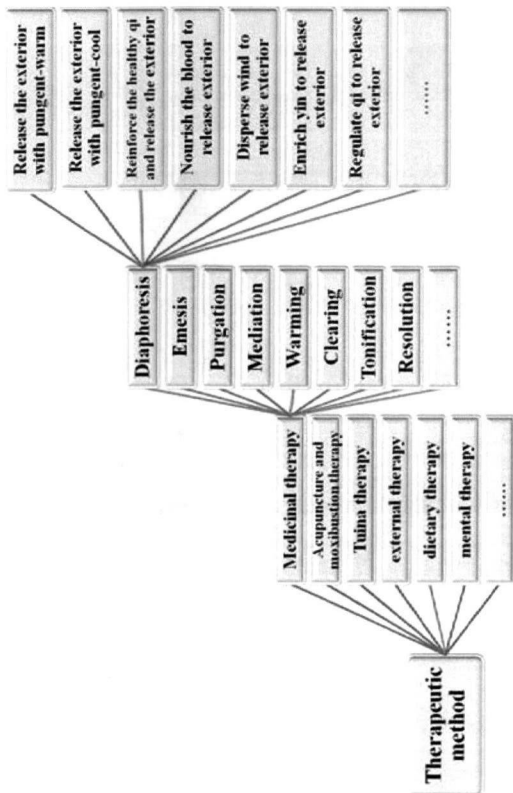 Therapeutic
method
Medicinal therapy
Acupuncture and
moxibustion therapy
Tuina therapy
external therapy
dietary therapy
mental therapy
……
Diaphoresis
Emesis
Purgation
Mediation
Warming
Clearing
Tonification
Resolution
……
Release the exterior
with pungent-warm
Release the exterior
with pungent-cool
Reinforce the healthy qi
and release the exterior
Nourish the blood to
release exterior
Disperse wind to
release exterior
Enrich yin to release
exterior
Regulate qi to release
exterior
……